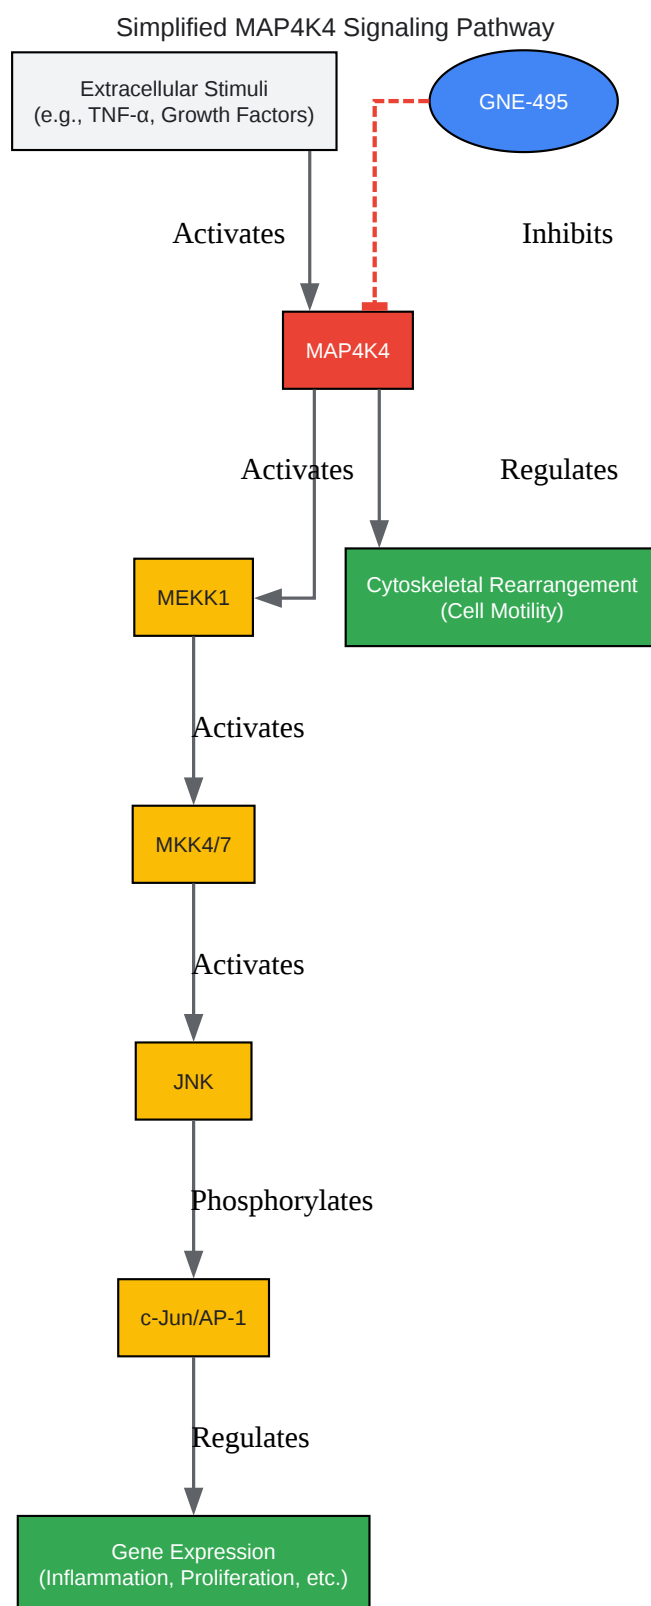 Simplified MAP4K4 Signaling Pathway
Extracellular Stimuli
(e.g., TNF-α, Growth Factors)
GNE-495
Activates
Inhibits
MAP4K4
Activates
Regulates
MEKK1
Cytoskeletal Rearrangement
(Cell Motility)
Activates
MKK4/7
Activates
JNK
Phosphorylates
c-Jun/AP-1
Regulates
Gene Expression
(Inflammation, Proliferation, etc.)